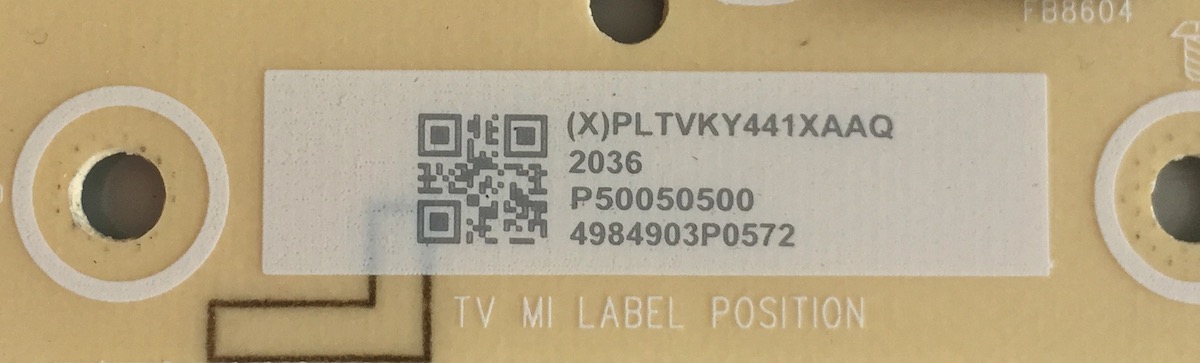 FB8604
(X)PLTVKY441XAAQ
2036
P50050500
4984903P0572
TV MI LABEL POSITION